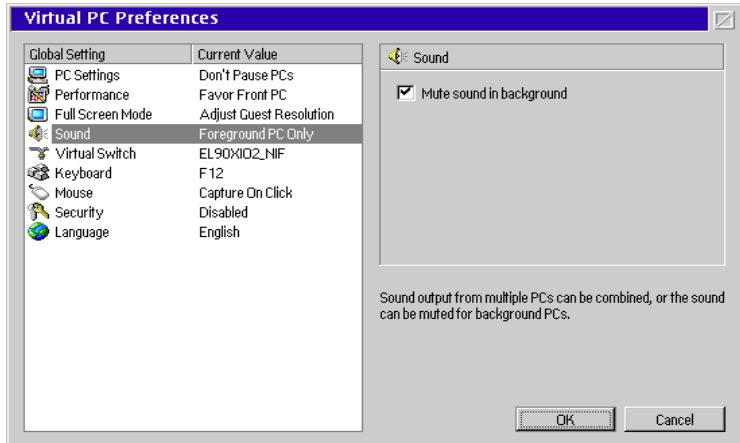 Virtual PC Preferences
Global Setting Current Value
PC Settings Don't Pause PCs
Performance Favor Front PC
Full Screen Mode Adjust Guest Resolution
Sound Foreground PC Only
Virtual Switch EL90XIO2_NIF
Keyboard F12
Mouse Capture On Click
Security Disabled
Language English
Sound
Mute sound in background
Sound output from multiple PCs can be combined, or the sound
can be muted for background PCs.
OK Cancel